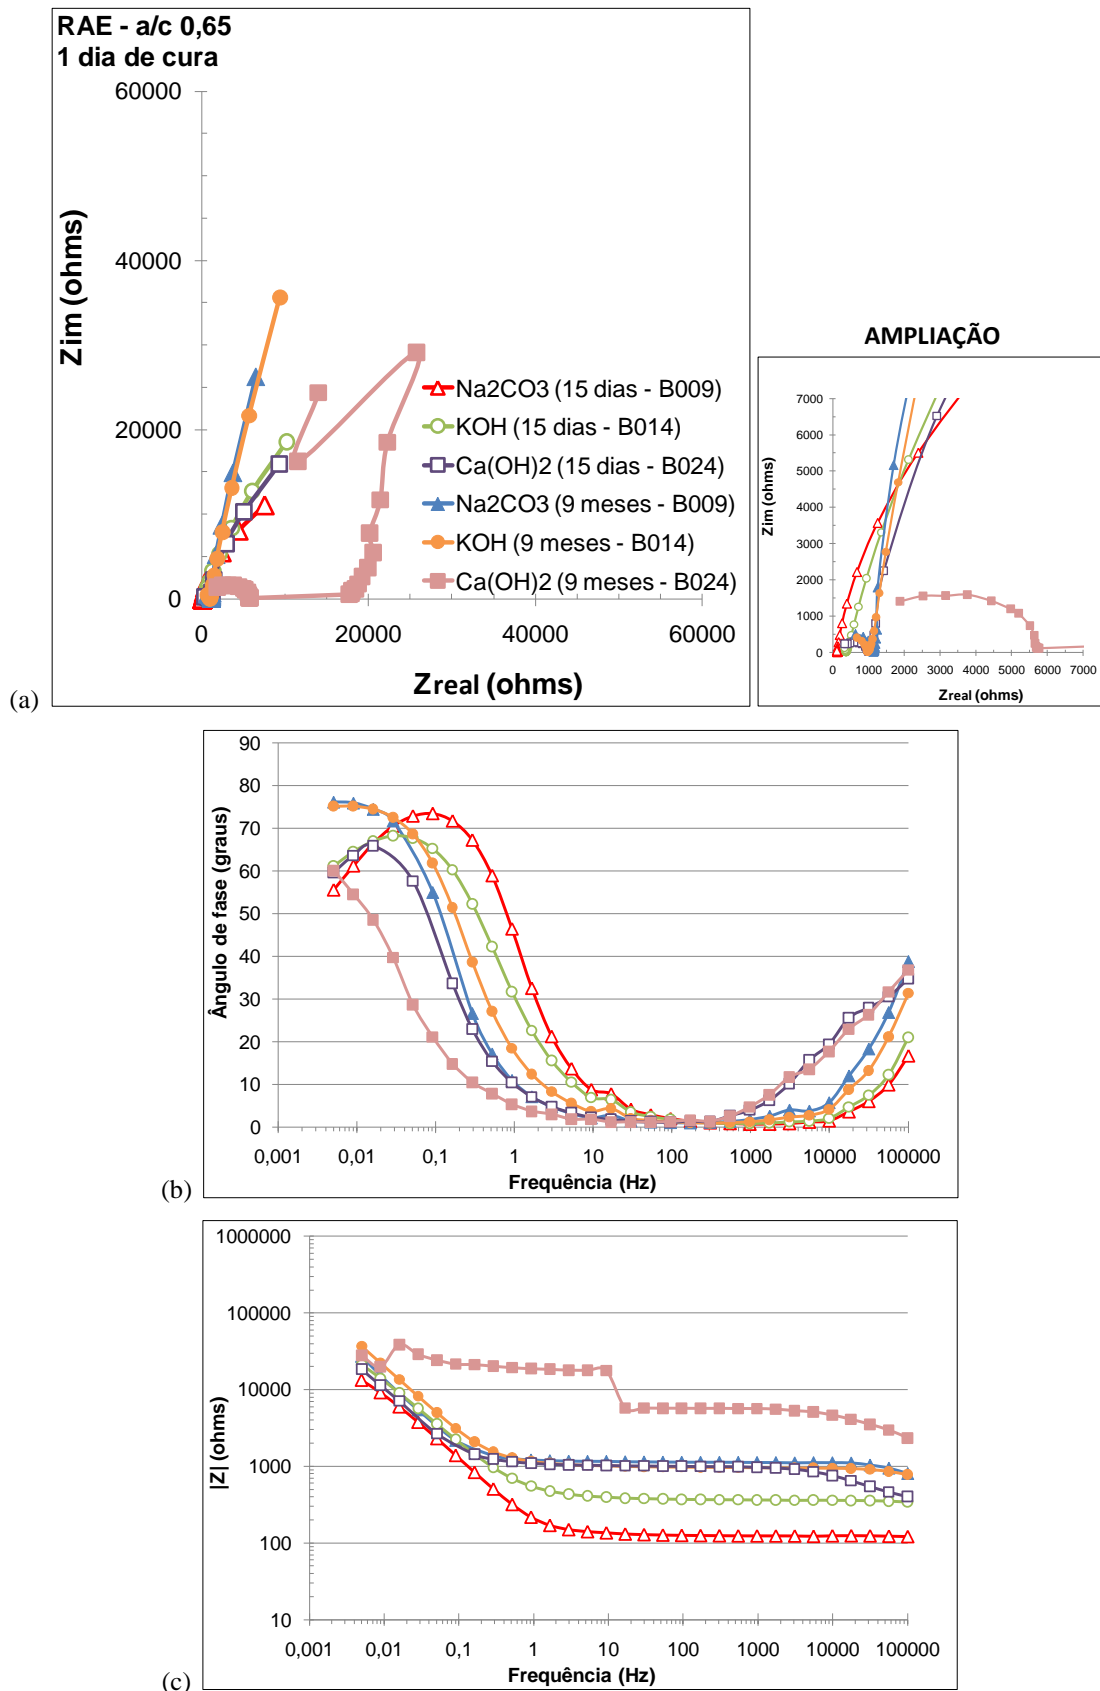 RAE - a/c 0,65
1 dia de cura
60000
40000
20000
0
Zim (ohms)
0 20000 40000 60000
Zreal (ohms)
Na2CO3 (15 dias - B009)
KOH (15 dias - B014)
Ca(OH)2 (15 dias - B024)
Na2CO3 (9 meses - B009)
KOH (9 meses - B014)
Ca(OH)2 (9 meses - B024)
(a)
AMPLIAÇÃO
7000
6000
5000
4000
3000
2000
1000
0
Zim (ohms)
0 1000 2000 3000 4000 5000 6000 7000
Zreal (ohms)
90
80
70
60
50
40
30
20
10
0
Ângulo de fase (graus)
0,001 0,01 0,1 1 10 100 1000 10000 100000
Frequência (Hz)
(b)
1000000
100000
10000
1000
100
10
|Z| (ohms)
0,001 0,01 0,1 1 10 100 1000 10000 100000
Frequência (Hz)
(c)